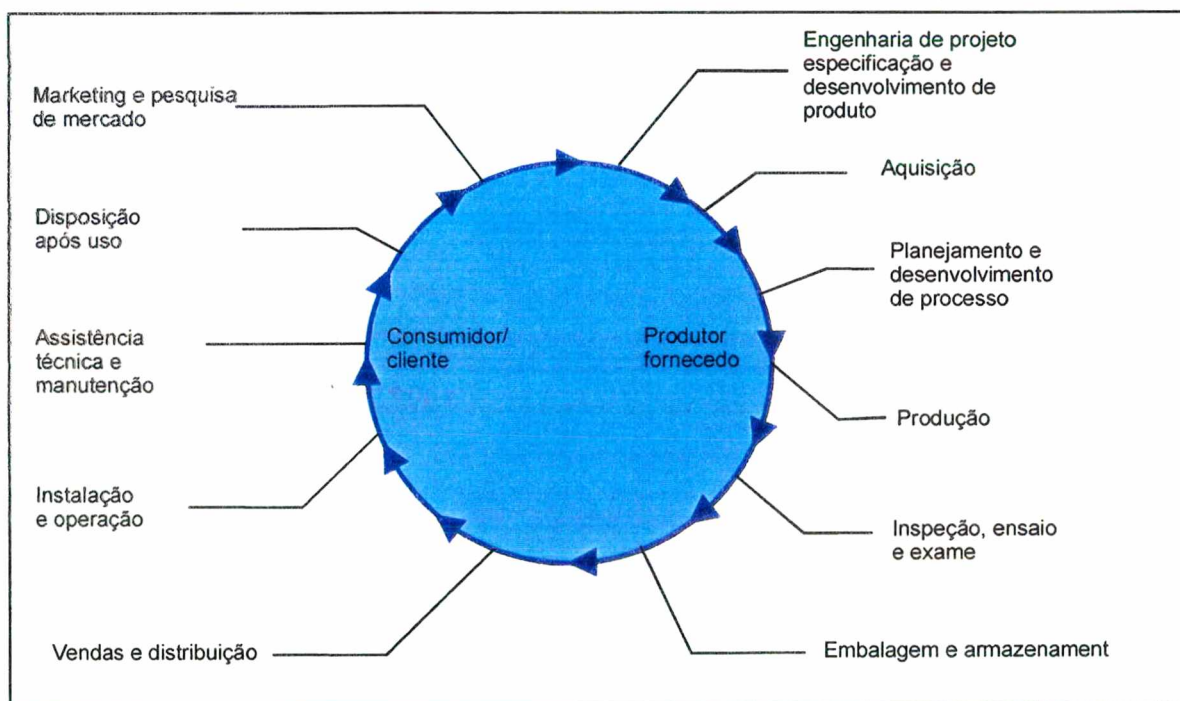 Engenharia de projeto
especificação e
desenvolvimento de
produto
Marketing e pesquisa
de mercado
Aquisição
Disposição
após uso
Planejamento e
desenvolvimento
de processo
Assistência
técnica e
manutenção
Consumidor/
cliente
Produtor
fornecedo
Produção
Instalação
e operação
Inspeção, ensaio
e exame
Vendas e distribuição
Embalagem e armazenament